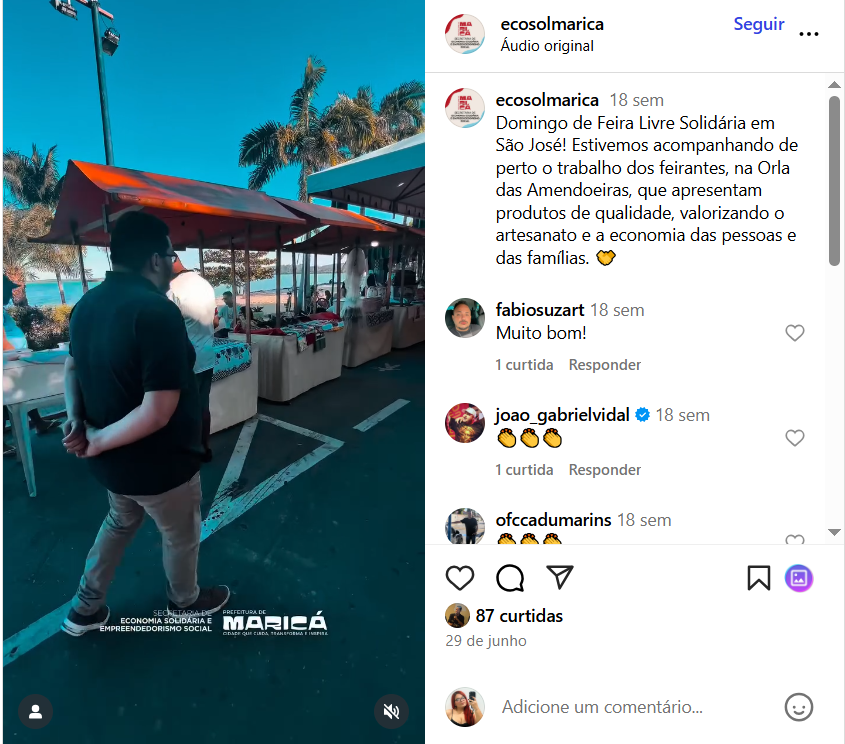 ecosolmarica
Seguir
Áudio original
ecosolmarica 18 sem
Domingo de Feira Livre Solidária em
São José! Estivemos acompanhando de
perto o trabalho dos feirantes, na Orla
das Amendoeiras, que apresentam
produtos de qualidade, valorizando o
artesanato e a economia das pessoas e
das famílias.
fabiosuzart 18 sem
Muito bom!
1 curtida Responder
joao_gabrielvidal 18 sem
👏👏👏
1 curtida Responder
ofccadumarins 18 sem
👏👏👏
87 curtidas
29 de junho
Adicione um comentário...
SECRETARIA DE
ECONOMIA SOLIDÁRIA E
EMPREENDEDORISMO SOCIAL
PREFEITURA DE
MARICÁ
CIDADE QUE CUIDA, TRANSFORMA E INSPIRA